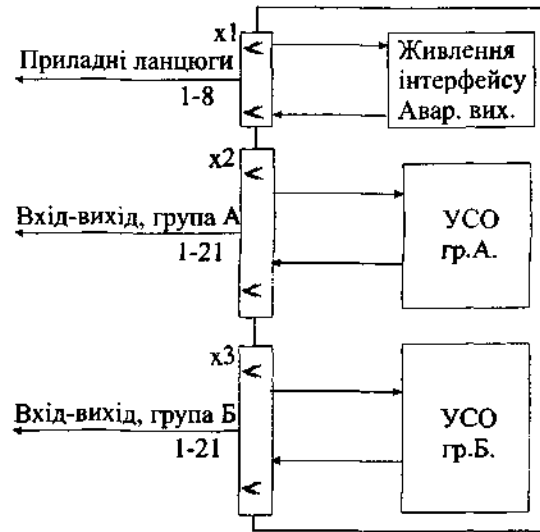 x1
Приладні ланцюги
1-8
Живлення
інтерфейсу
Авар. вих.
x2
Вхід-вихід, група А
1-21
УСО
гр.А.
x3
Вхід-вихід, група Б
1-21
УСО
гр.Б.